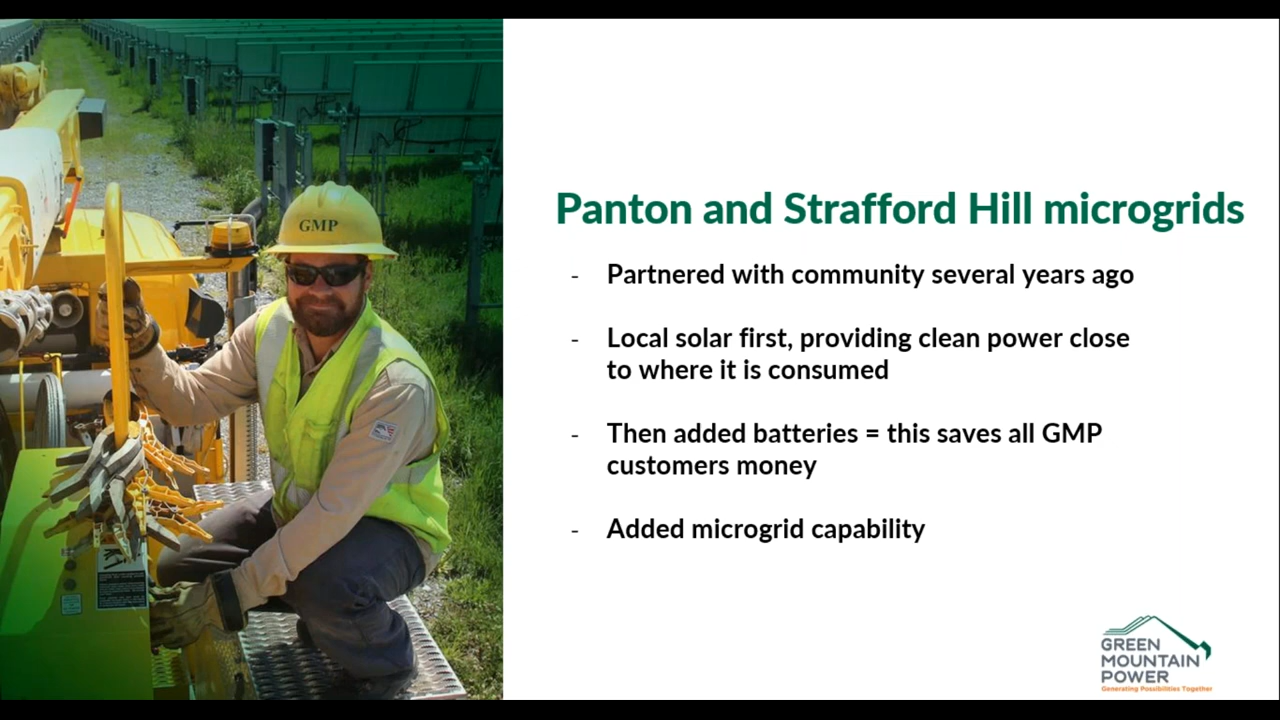 GMP
Panton and Strafford Hill microgrids
- Partnered with community several years ago
- Local solar first, providing clean power close
to where it is consumed
- Then added batteries = this saves all GMP
customers money
- Added microgrid capability
GREEN
MOUNTAIN
POWER
Generating Possibilities Together